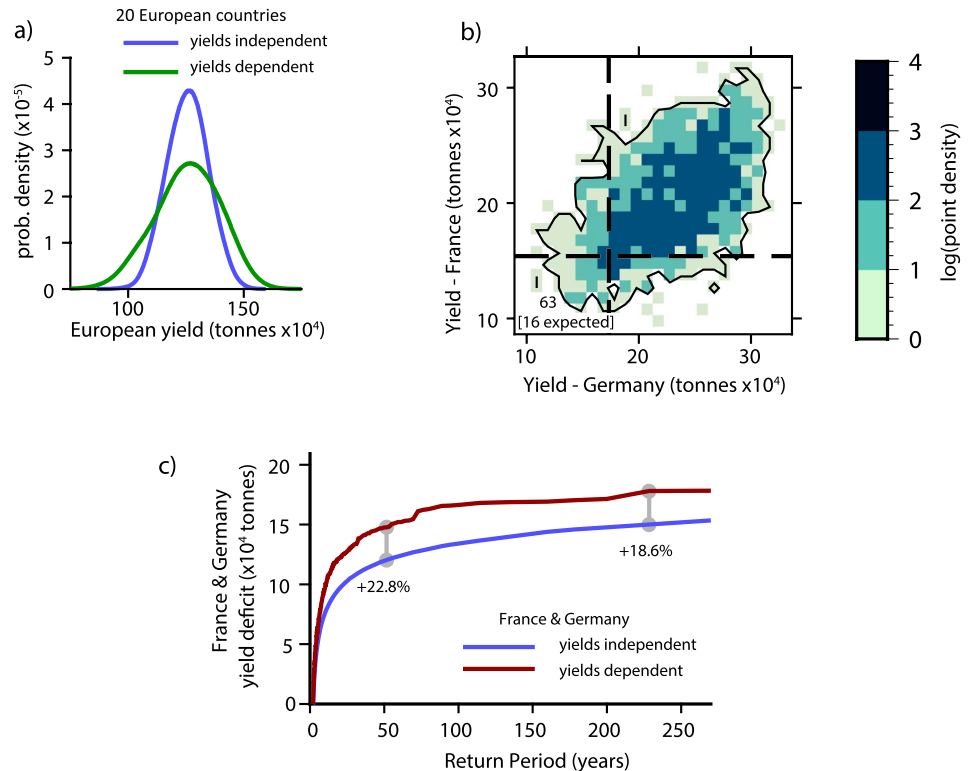 a)
20 European countries
yields independent
yields dependent
5
4
3
2
1
0
prob. density (x10⁻⁵)
100
150
European yield (tonnes x10⁴)
b)
30
20
10
Yield - France (tonnes x10⁴)
63
[16 expected]
10
20
30
Yield - Germany (tonnes x10⁴)
4
3
2
1
0
log(point density)
c)
20
15
10
5
0
France & Germany
yield deficit (x10⁴ tonnes)
+22.8%
+18.6%
France & Germany
yields independent
yields dependent
0
50
100
150
200
250
Return Period (years)